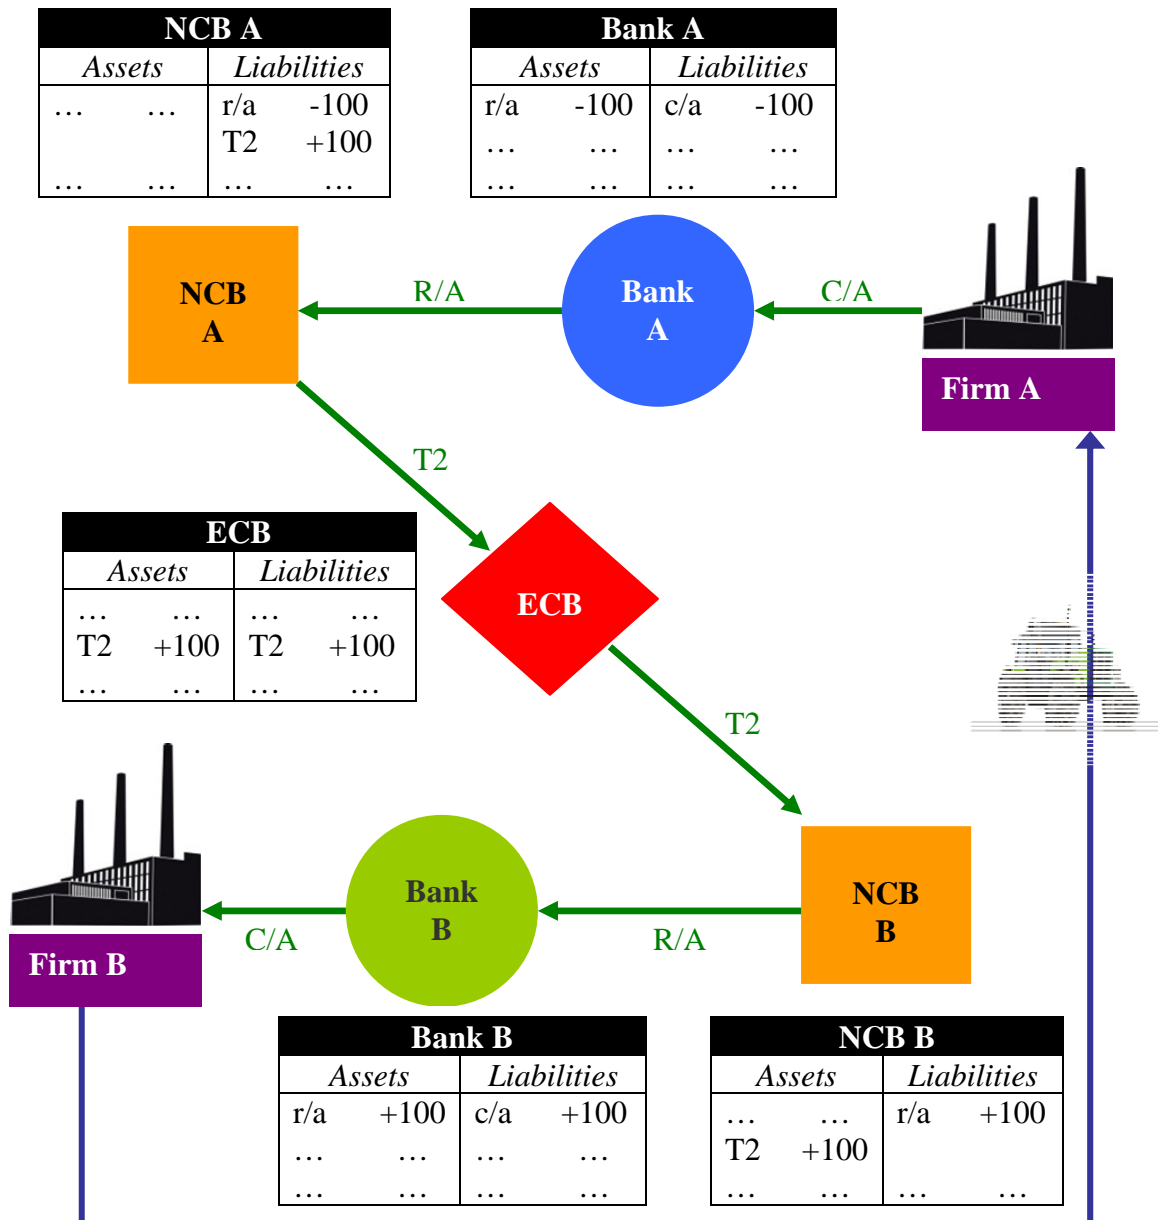 NCB A
Assets Liabilities
… … r/a -100
T2 +100
… … … …
Bank A
Assets Liabilities
r/a -100 c/a -100
… … … …
… … … …
NCB
A
R/A
Bank
A
C/A
Firm A
T2
ECB
Assets Liabilities
… … … …
T2 +100 T2 +100
… … … …
ECB
T2
Firm B
C/A
Bank
B
R/A
NCB
B
Bank B
Assets Liabilities
r/a +100 c/a +100
… … … …
… … … …
NCB B
Assets Liabilities
… … r/a +100
T2 +100
… … … …